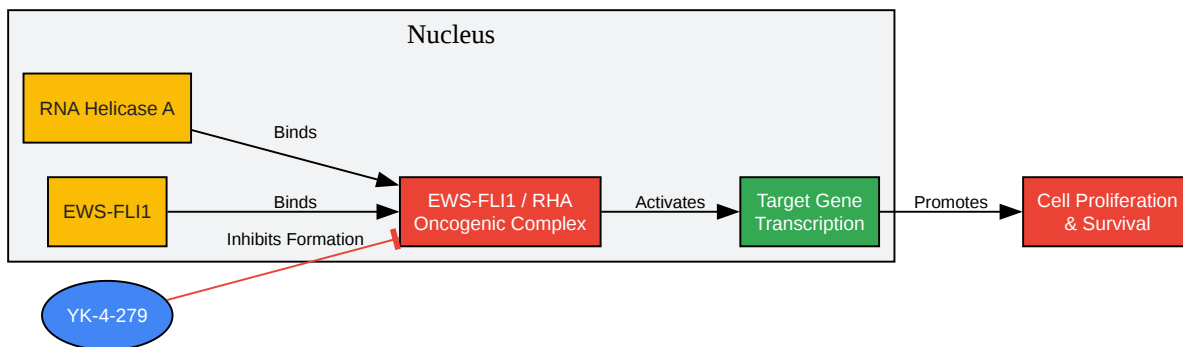 Nucleus
RNA Helicase A
Binds
EWS-FLI1
Binds
EWS-FLI1 / RHA
Oncogenic Complex
Activates
Target Gene
Transcription
Promotes
Cell Proliferation
& Survival
Inhibits Formation
YK-4-279